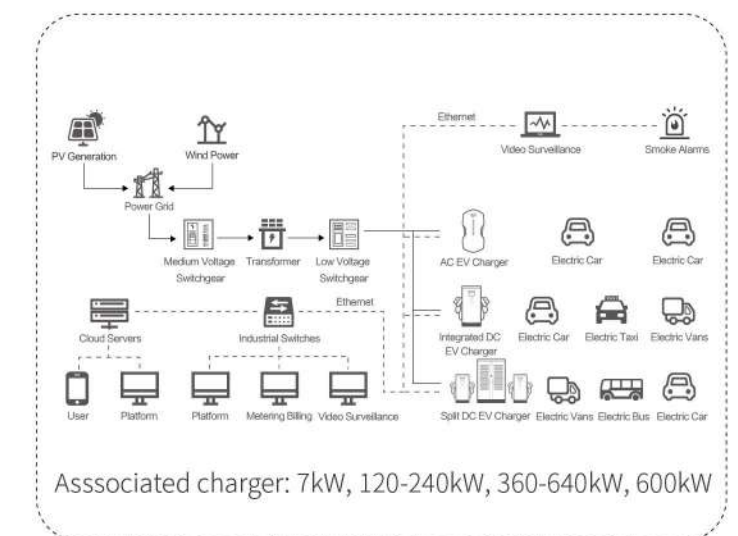 Ethernet
Video Surveillance
Smoke Alarms
PV Generation
Wind Power
Power Grid
Medium Voltage
Switchgear
Transformer
Low Voltage
Switchgear
AC EV Charger
Electric Car
Electric Car
Ethernet
Cloud Servers
Industrial Switches
Integrated DC
EV Charger
Electric Car
Electric Taxi
Electric Vans
User
Platform
Platform
Metering Billing
Video Surveillance
Split DC EV Charger
Electric Vans
Electric Bus
Electric Car
Asssociated charger: 7kW, 120-240kW, 360-640kW, 600kW